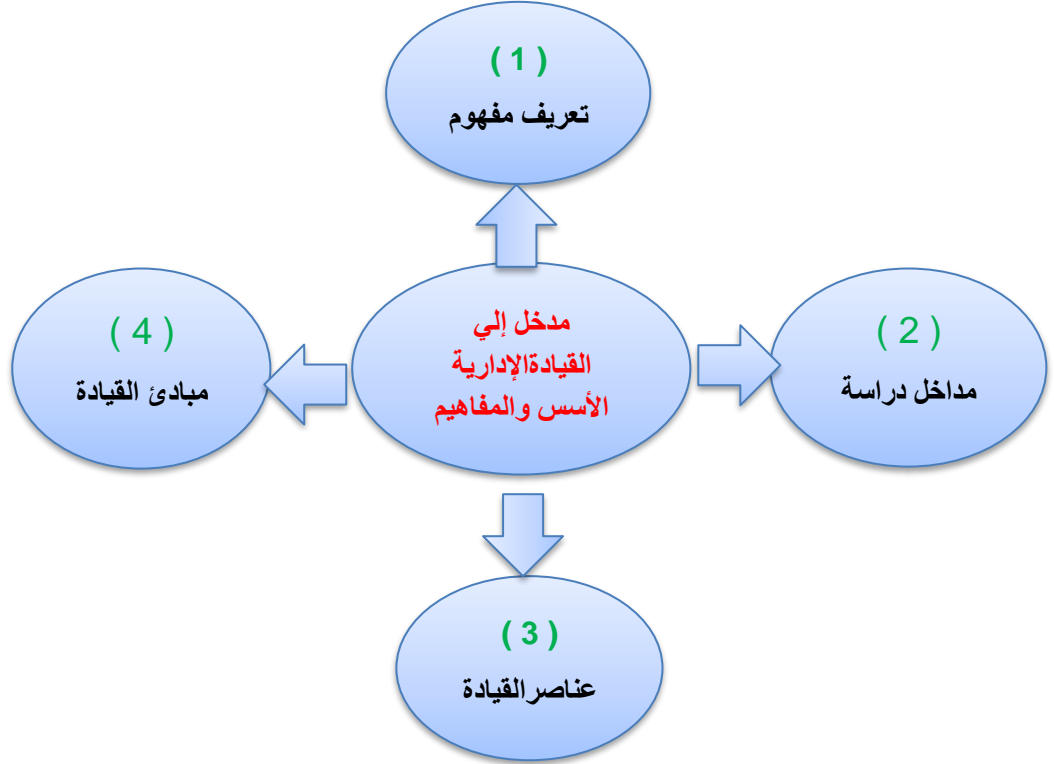 ( 1 )
تعريف مفهوم
مدخل إلي
القيادةالإدارية
الأسس والمفاهيم
( 2 )
مداخل دراسة
( 3 )
عناصرالقيادة
( 4 )
مبادئ القيادة